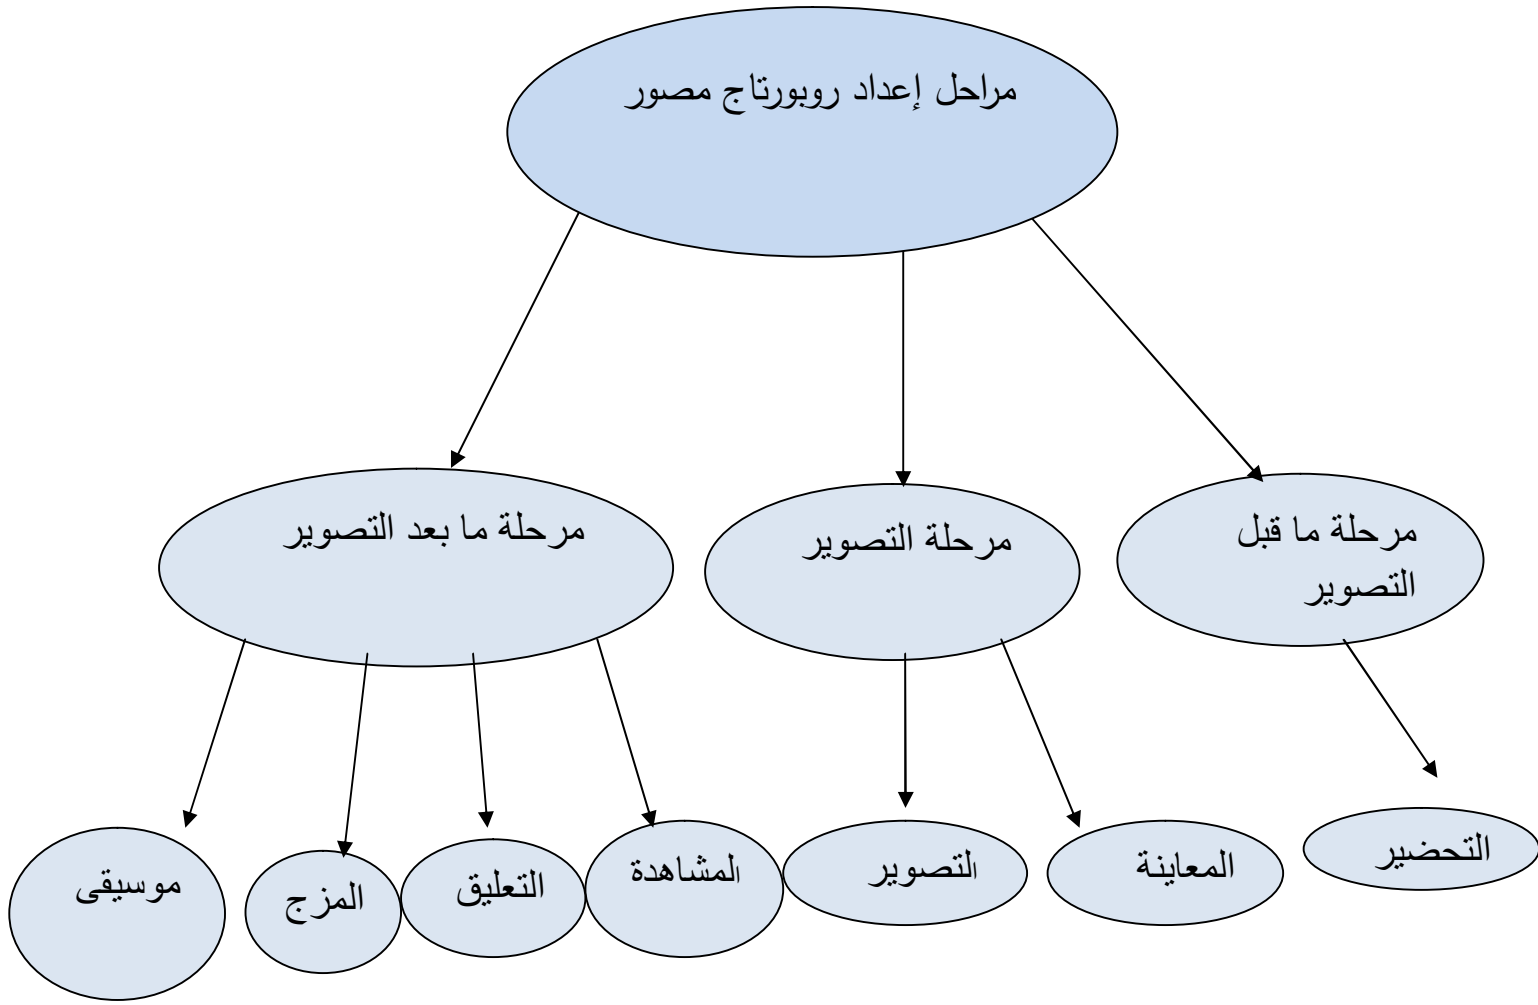 مراحل إعداد روبورتاج مصور
مرحلة ما قبل
التصوير
مرحلة التصوير
مرحلة ما بعد التصوير
التحضير
المعاينة
التصوير
المشاهدة
التعليق
المزج
موسيقى